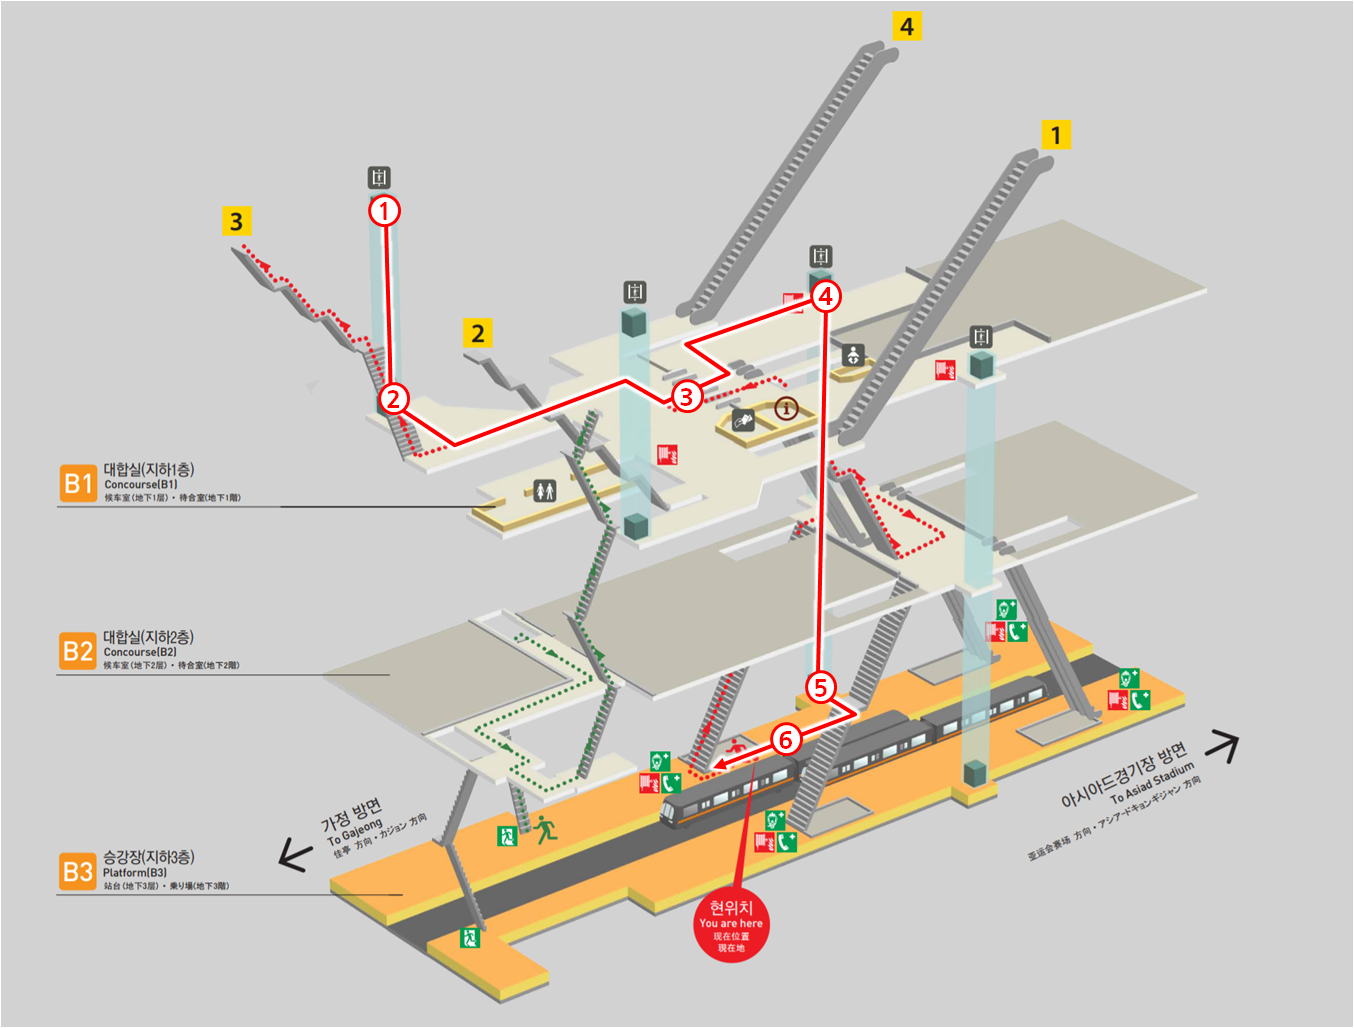 4
1
3
2
1
4
2
3
i
B1
대합실(지하1층)
Concourse(B1)
候车室(地下1层)・待合室(地下1階)
B2
대합실(지하2층)
Concourse(B2)
候车室(地下2层)・待合室(地下2階)
5
6
가정 방면
To Gajeong
佳亭 方向・カジョン 方向
아시아드경기장 방면
To Asiad Stadium
亚运会赛场 方向・アシアードキョンギジャン 方向
B3
승강장(지하3층)
Platform(B3)
站台(地下3层)・乗り場(地下3階)
현위치
You are here
现在位置
現在地